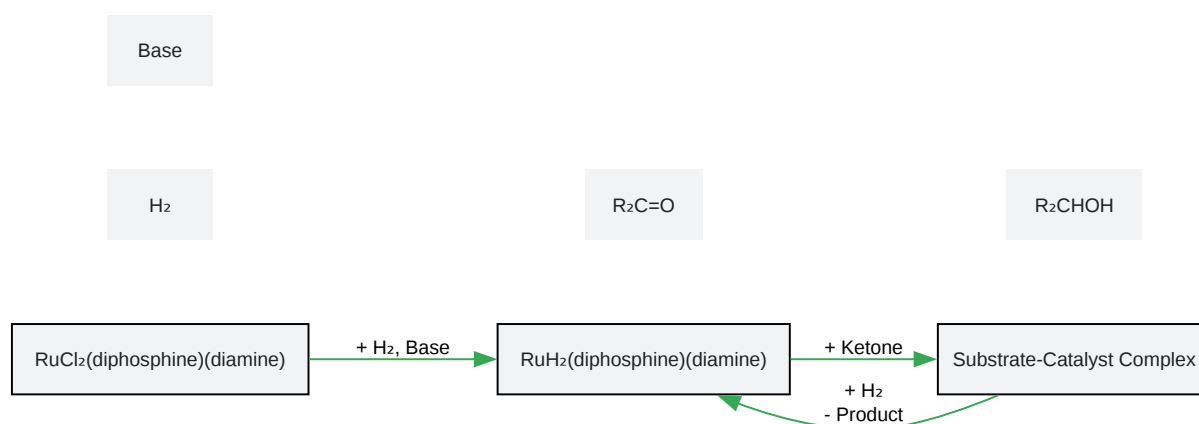 Base
H₂
R₂C=O
R₂CHOH
RuCl₂(diphosphine)(diamine)
+ H₂, Base
RuH₂(diphosphine)(diamine)
+ Ketone
Substrate-Catalyst Complex
+ H₂
- Product